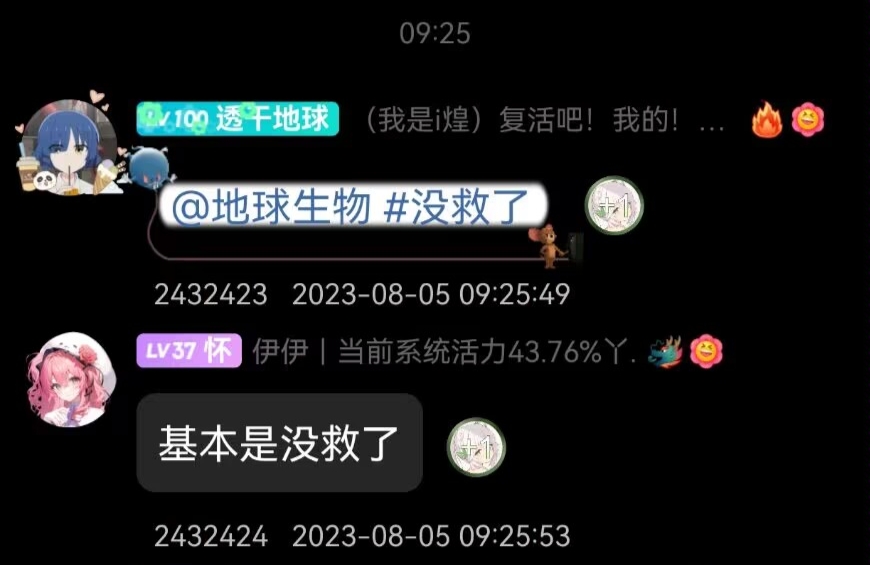 09:25
LV100 透干地球 (我是i煌) 复活吧! 我的! ...
@地球生物 #没救了 +1
2432423 2023-08-05 09:25:49
LV37 怀 伊伊 | 当前系统活力43.76%丫.
基本是没救了 +1
2432424 2023-08-05 09:25:53